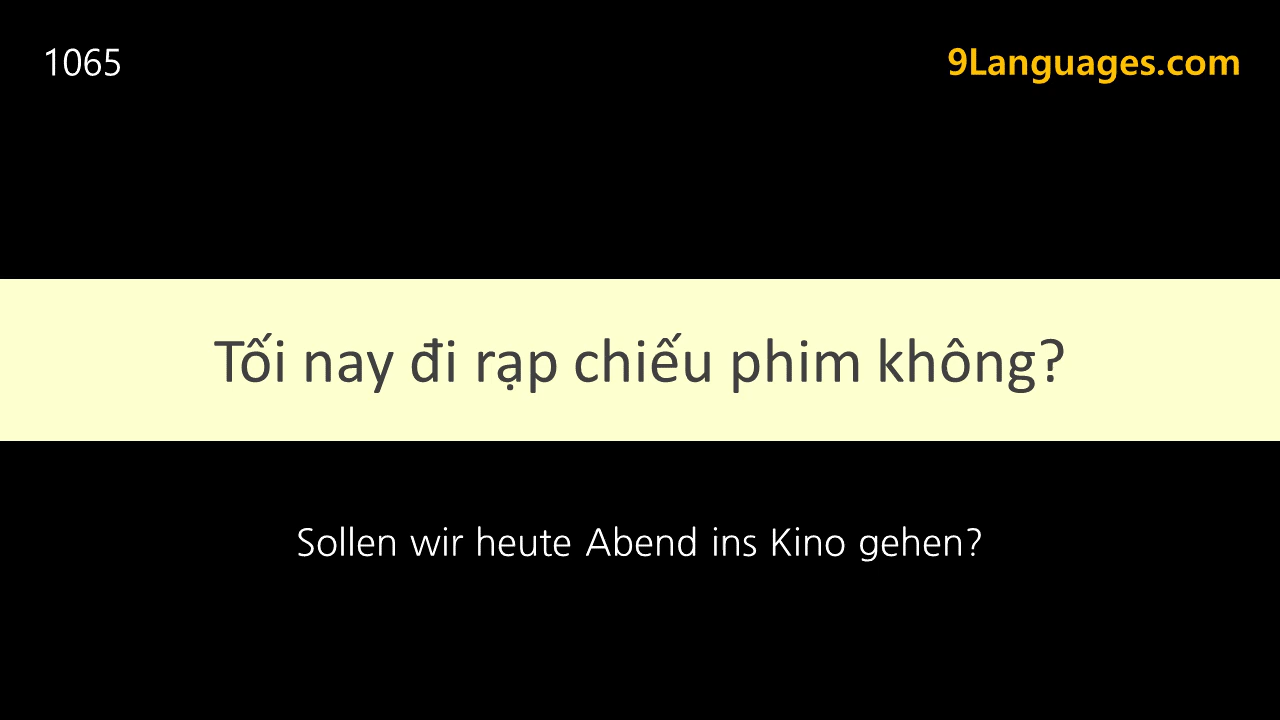 1065
9Languages.com
Tối nay đi rạp chiếu phim không?
Sollen wir heute Abend ins Kino gehen?